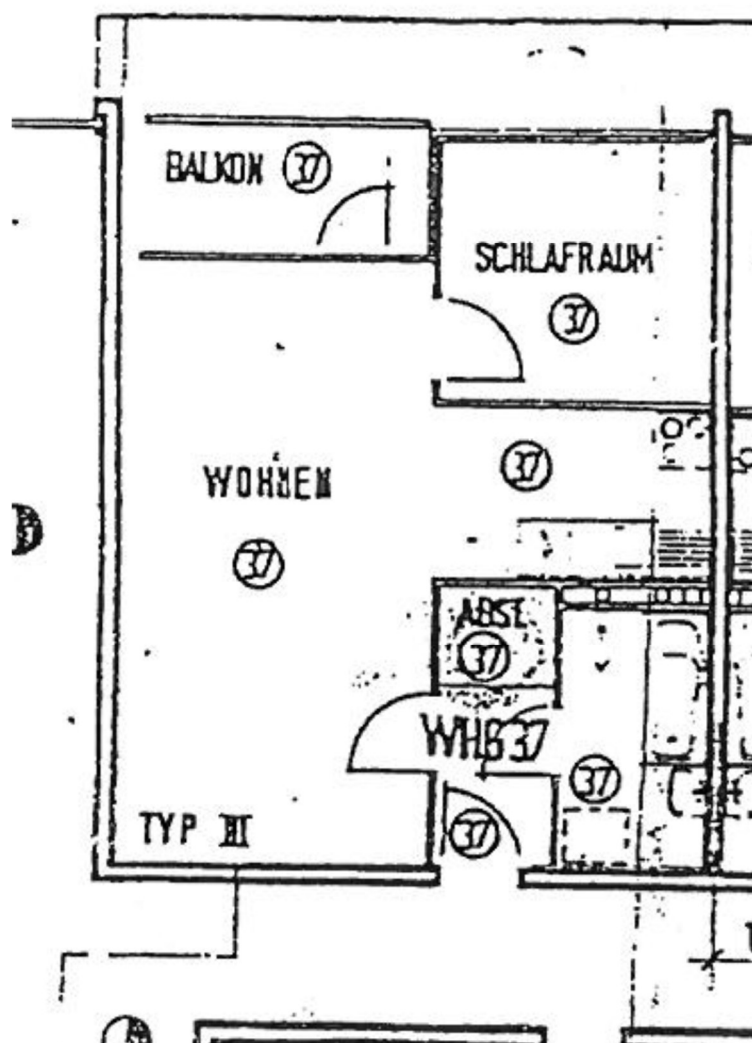 BALKON 37
SCHLAFRAUM
37
37
WOHNEN
37
ABST.
37
WHG 37
37
TYP III
37